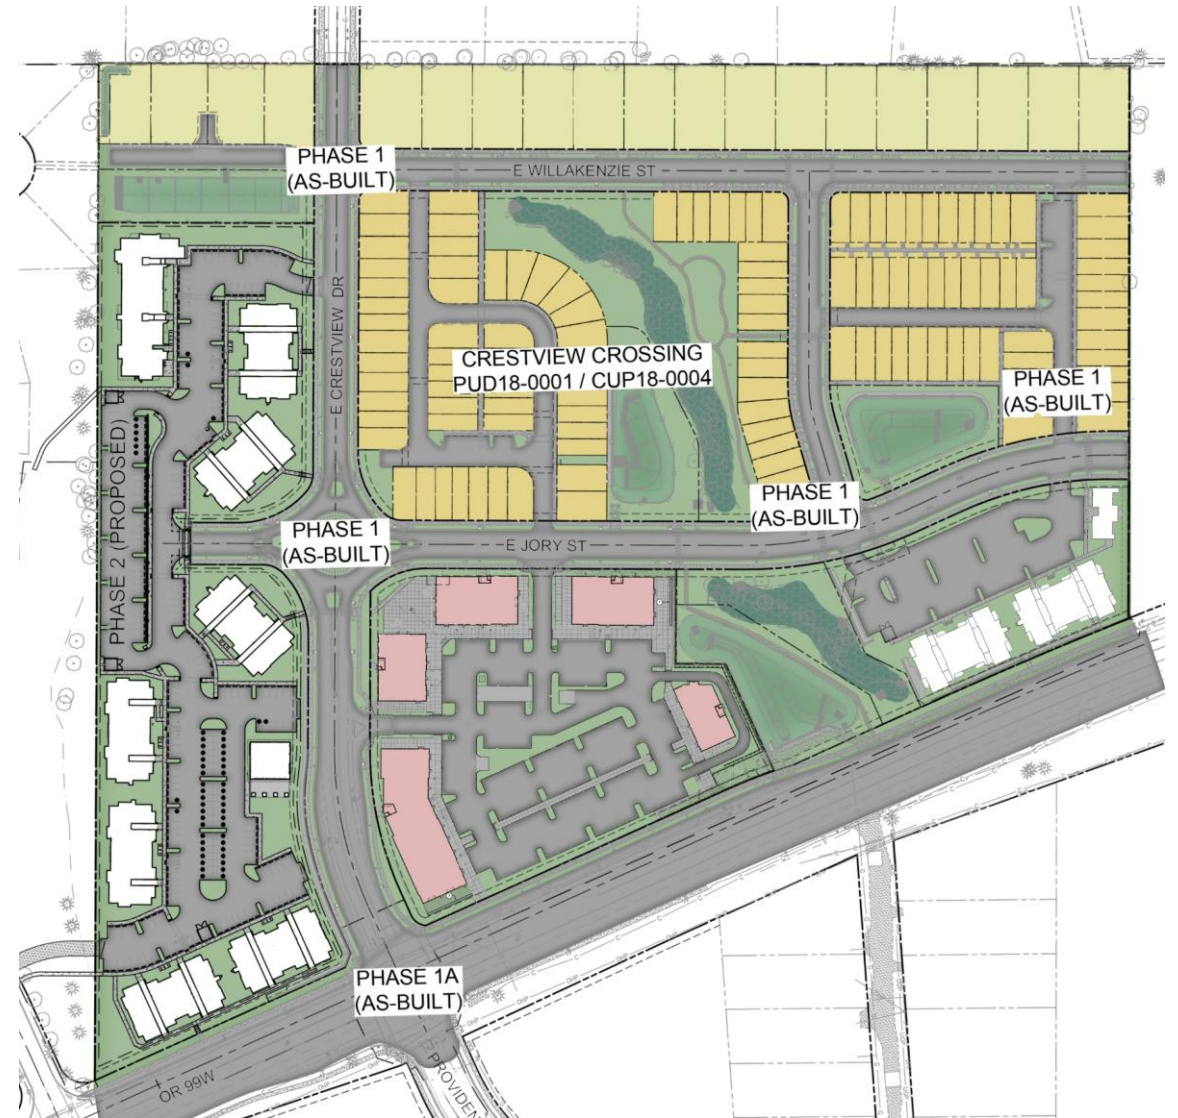 PHASE 1
(AS-BUILT)
E WILLAKENZIE ST
E CRESTVIEW DR
CRESTVIEW CROSSING
PUD18-0001 / CUP18-0004
PHASE 1
(AS-BUILT)
PHASE 2 (PROPOSED)
PHASE 1
(AS-BUILT)
PHASE 1
(AS-BUILT)
E JORY ST
PHASE 1A
(AS-BUILT)
OR 99W
PROVIDEN